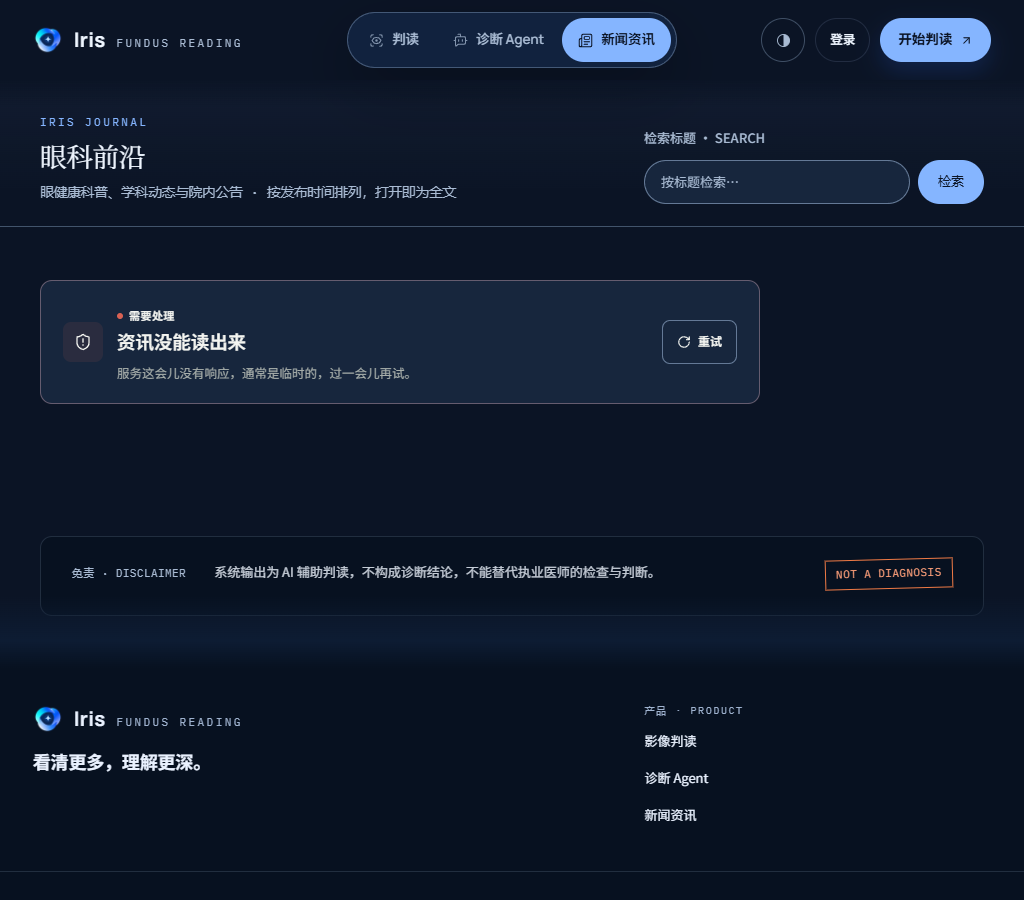 Iris FUNDUS READING
判读
诊断 Agent
新闻资讯
登录
开始判读
IRIS JOURNAL
眼科前沿
眼健康科普、学科动态与院内公告 · 按发布时间排列，打开即为全文
检索标题 • SEARCH
按标题检索…
检索
需要处理
资讯没能读出来
服务这会儿没有响应，通常是临时的，过一会儿再试。
重试
免责 · DISCLAIMER
系统输出为 AI 辅助判读，不构成诊断结论，不能替代执业医师的检查与判断。
NOT A DIAGNOSIS
Iris FUNDUS READING
看清更多，理解更深。
产品 · PRODUCT
影像判读
诊断 Agent
新闻资讯